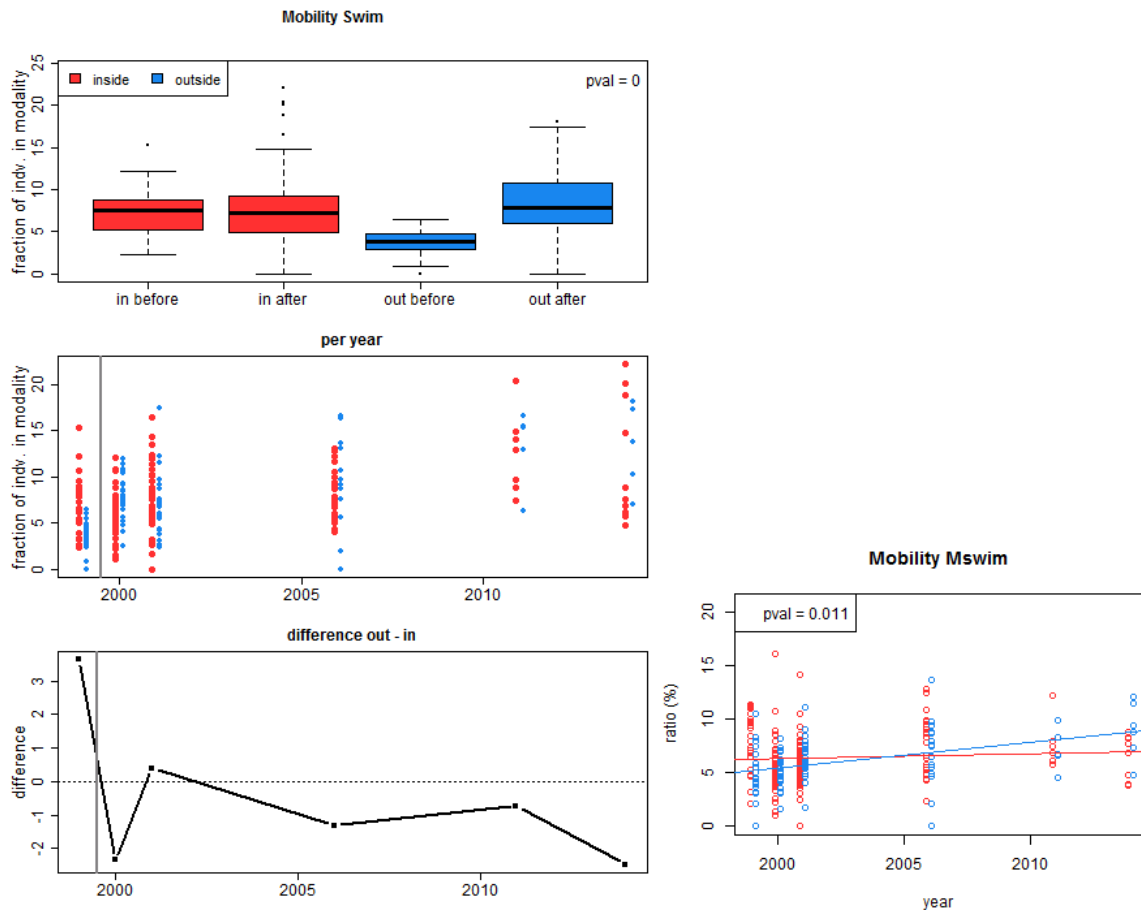 Mobility Swim
inside outside
pval = 0
fraction of indv. in modality
0 5 10 15 20 25
in before in after out before out after
per year
fraction of indv. in modality
0 5 10 15 20
2000 2005 2010
difference out - in
difference
-2 -1 0 1 2 3
2000 2005 2010
Mobility Mswim
pval = 0.011
ratio (%)
0 5 10 15 20
2000 2005 2010
year